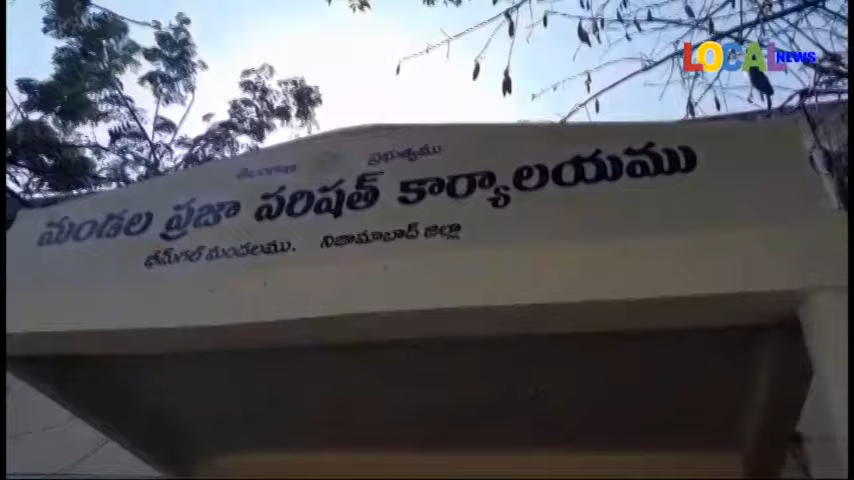 LOCAL NEWS
తెలంగాణ ప్రభుత్వము
మండల ప్రజా పరిషత్ కార్యాలయము
భీమ్‌గల్ మండలము. నిజామాబాద్ జిల్లా